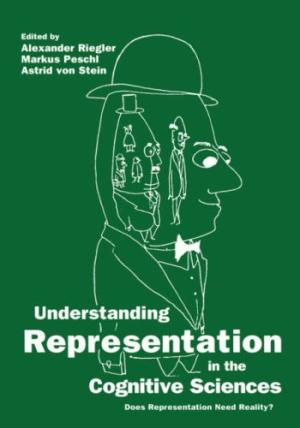 Edited by
Alexander Riegler
Markus Peschl
Astrid von Stein
Understanding
Representation
in the
Cognitive Sciences
Does Representation Need Reality?